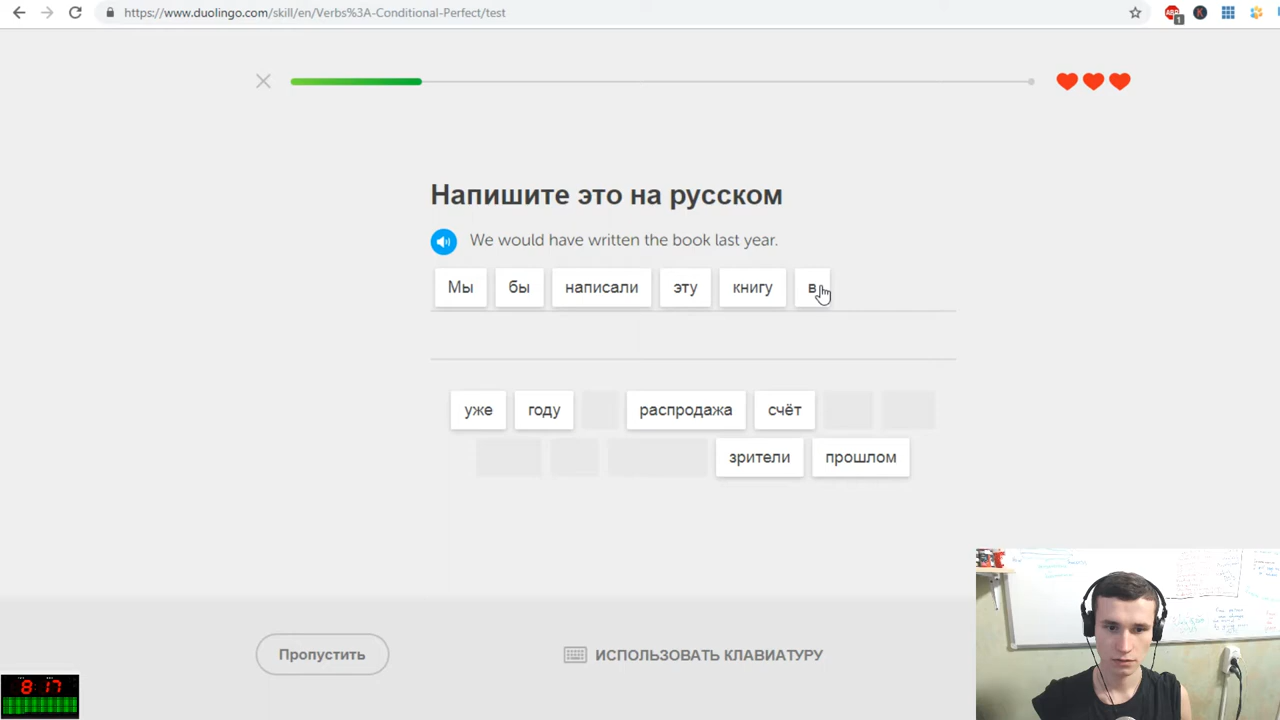 https://www.duolingo.com/skill/en/Verbs%3A-Conditional-Perfect/test
ABP
1
K
Напишите это на русском
We would have written the book last year.
Мы бы написали эту книгу в
уже году распродажа счёт
зрители прошлом
Пропустить
ИСПОЛЬЗОВАТЬ КЛАВИАТУРУ
8:17